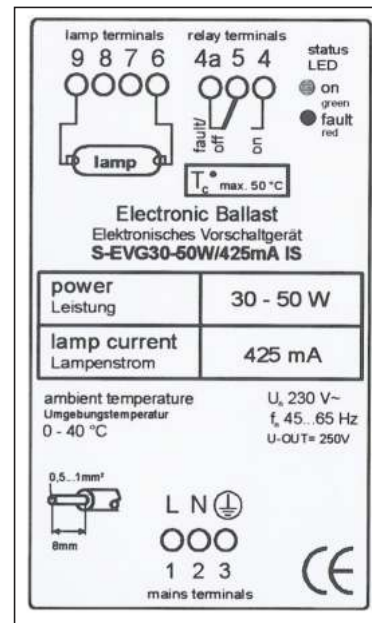 lamp terminals relay terminals
9 8 7 6 4a 5 4
status
LED
on
green
fault
red
fault/
off
on
lamp
Tc max. 50 °C
Electronic Ballast
Elektronisches Vorschaltgerät
S-EVG30-50W/425mA IS
power
Leistung
30 - 50 W
lamp current
Lampenstrom
425 mA
ambient temperature
Umgebungstemperatur
0 - 40 °C
Un 230 V~
fn 45...65 Hz
U-OUT= 250V
0,5...1mm²
8mm
L N
1 2 3
mains terminals
CE